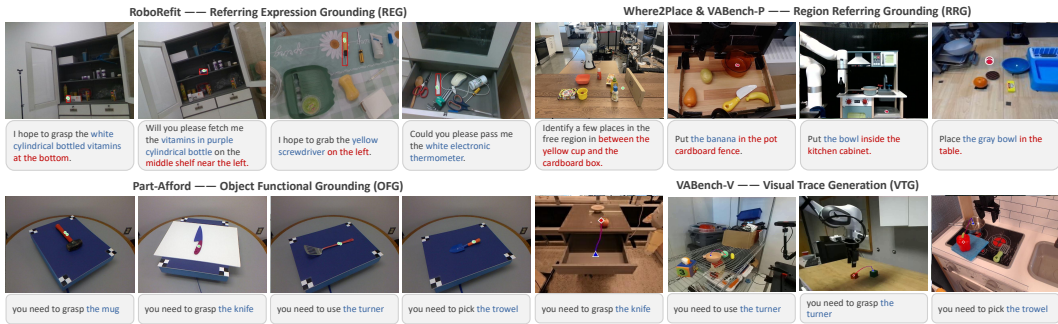 RoboRefit —— Referring Expression Grounding (REG)
Where2Place & VABench-P —— Region Referring Grounding (RRG)
I hope to grasp the white
cylindrical bottled vitamins
at the bottom.
Will you please fetch me
the vitamins in purple
cylindrical bottle on the
middle shelf near the left.
I hope to grab the yellow
screwdriver on the left.
Could you please pass me
the white electronic
thermometer.
Identify a few places in the
free region in between the
yellow cup and the
cardboard box.
Put the banana in the pot
cardboard fence.
Put the bowl inside the
kitchen cabinet.
Place the gray bowl in the
table.
Part-Afford —— Object Functional Grounding (OFG)
VABench-V —— Visual Trace Generation (VTG)
you need to grasp the mug
you need to grasp the knife
you need to use the turner
you need to pick the trowel
you need to grasp the knife
you need to use the turner
you need to grasp the
turner
you need to pick the trowel